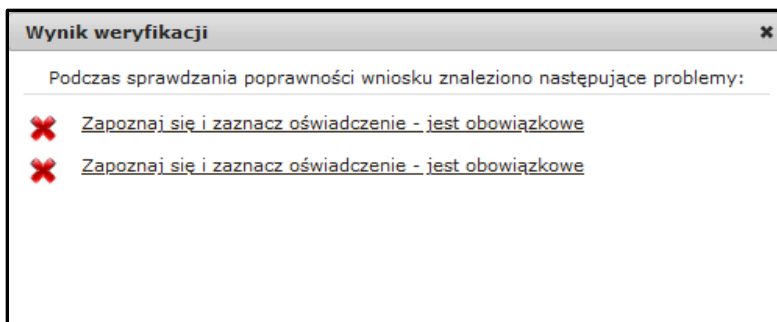 Wynik weryfikacji
Podczas sprawdzania poprawności wniosku znaleziono następujące problemy:
Zapoznaj się i zaznacz oświadczenie - jest obowiązkowe
Zapoznaj się i zaznacz oświadczenie - jest obowiązkowe